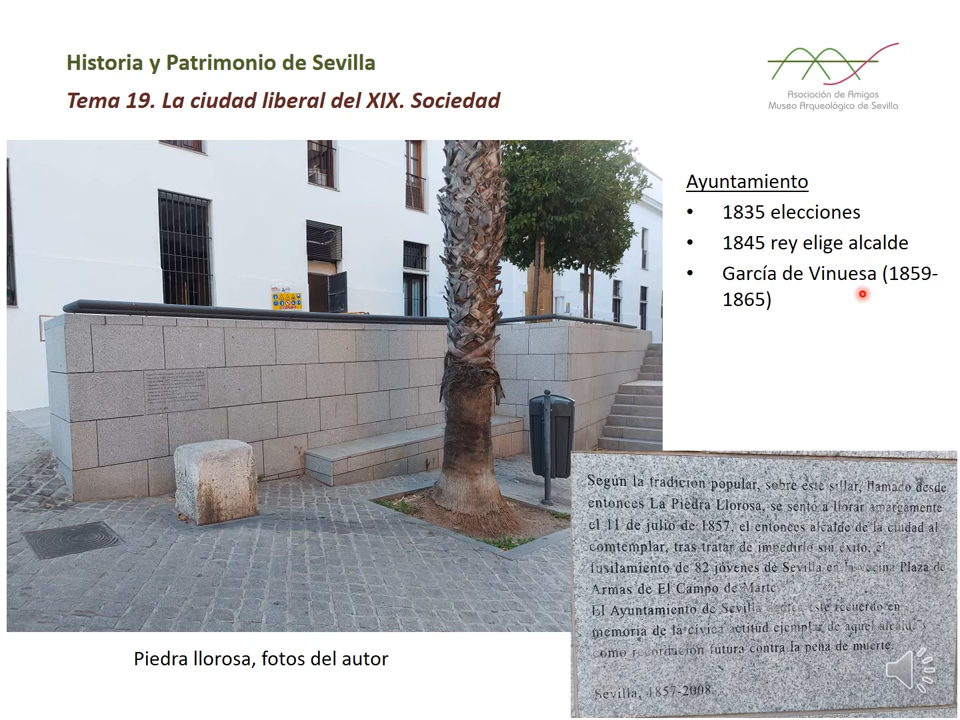 Historia y Patrimonio de Sevilla
Tema 19. La ciudad liberal del XIX. Sociedad
Asociación de Amigos
Museo Arqueológico de Sevilla
Ayuntamiento
• 1835 elecciones
• 1845 rey elige alcalde
• García de Vinuesa (1859-
1865)
Según la tradición popular, sobre este sillar, llamado desde
entonces La Piedra Llorosa, se sentó a llorar amargamente
el 11 de julio de 1857, el entonces alcalde de la ciudad al
comtemplar, tras tratar de impedirlo sin éxito, el
fusilamiento de 82 jóvenes de Sevilla en la vecina Plaza de
Armas de El Campo de Marte.
El Ayuntamiento de Sevilla este recuerdo en
memoria de la cívica actitud ejemplar de aquel alcalde y
como recordación futura contra la pena de muerte.
Sevilla, 1857-2008.
Piedra llorosa, fotos del autor